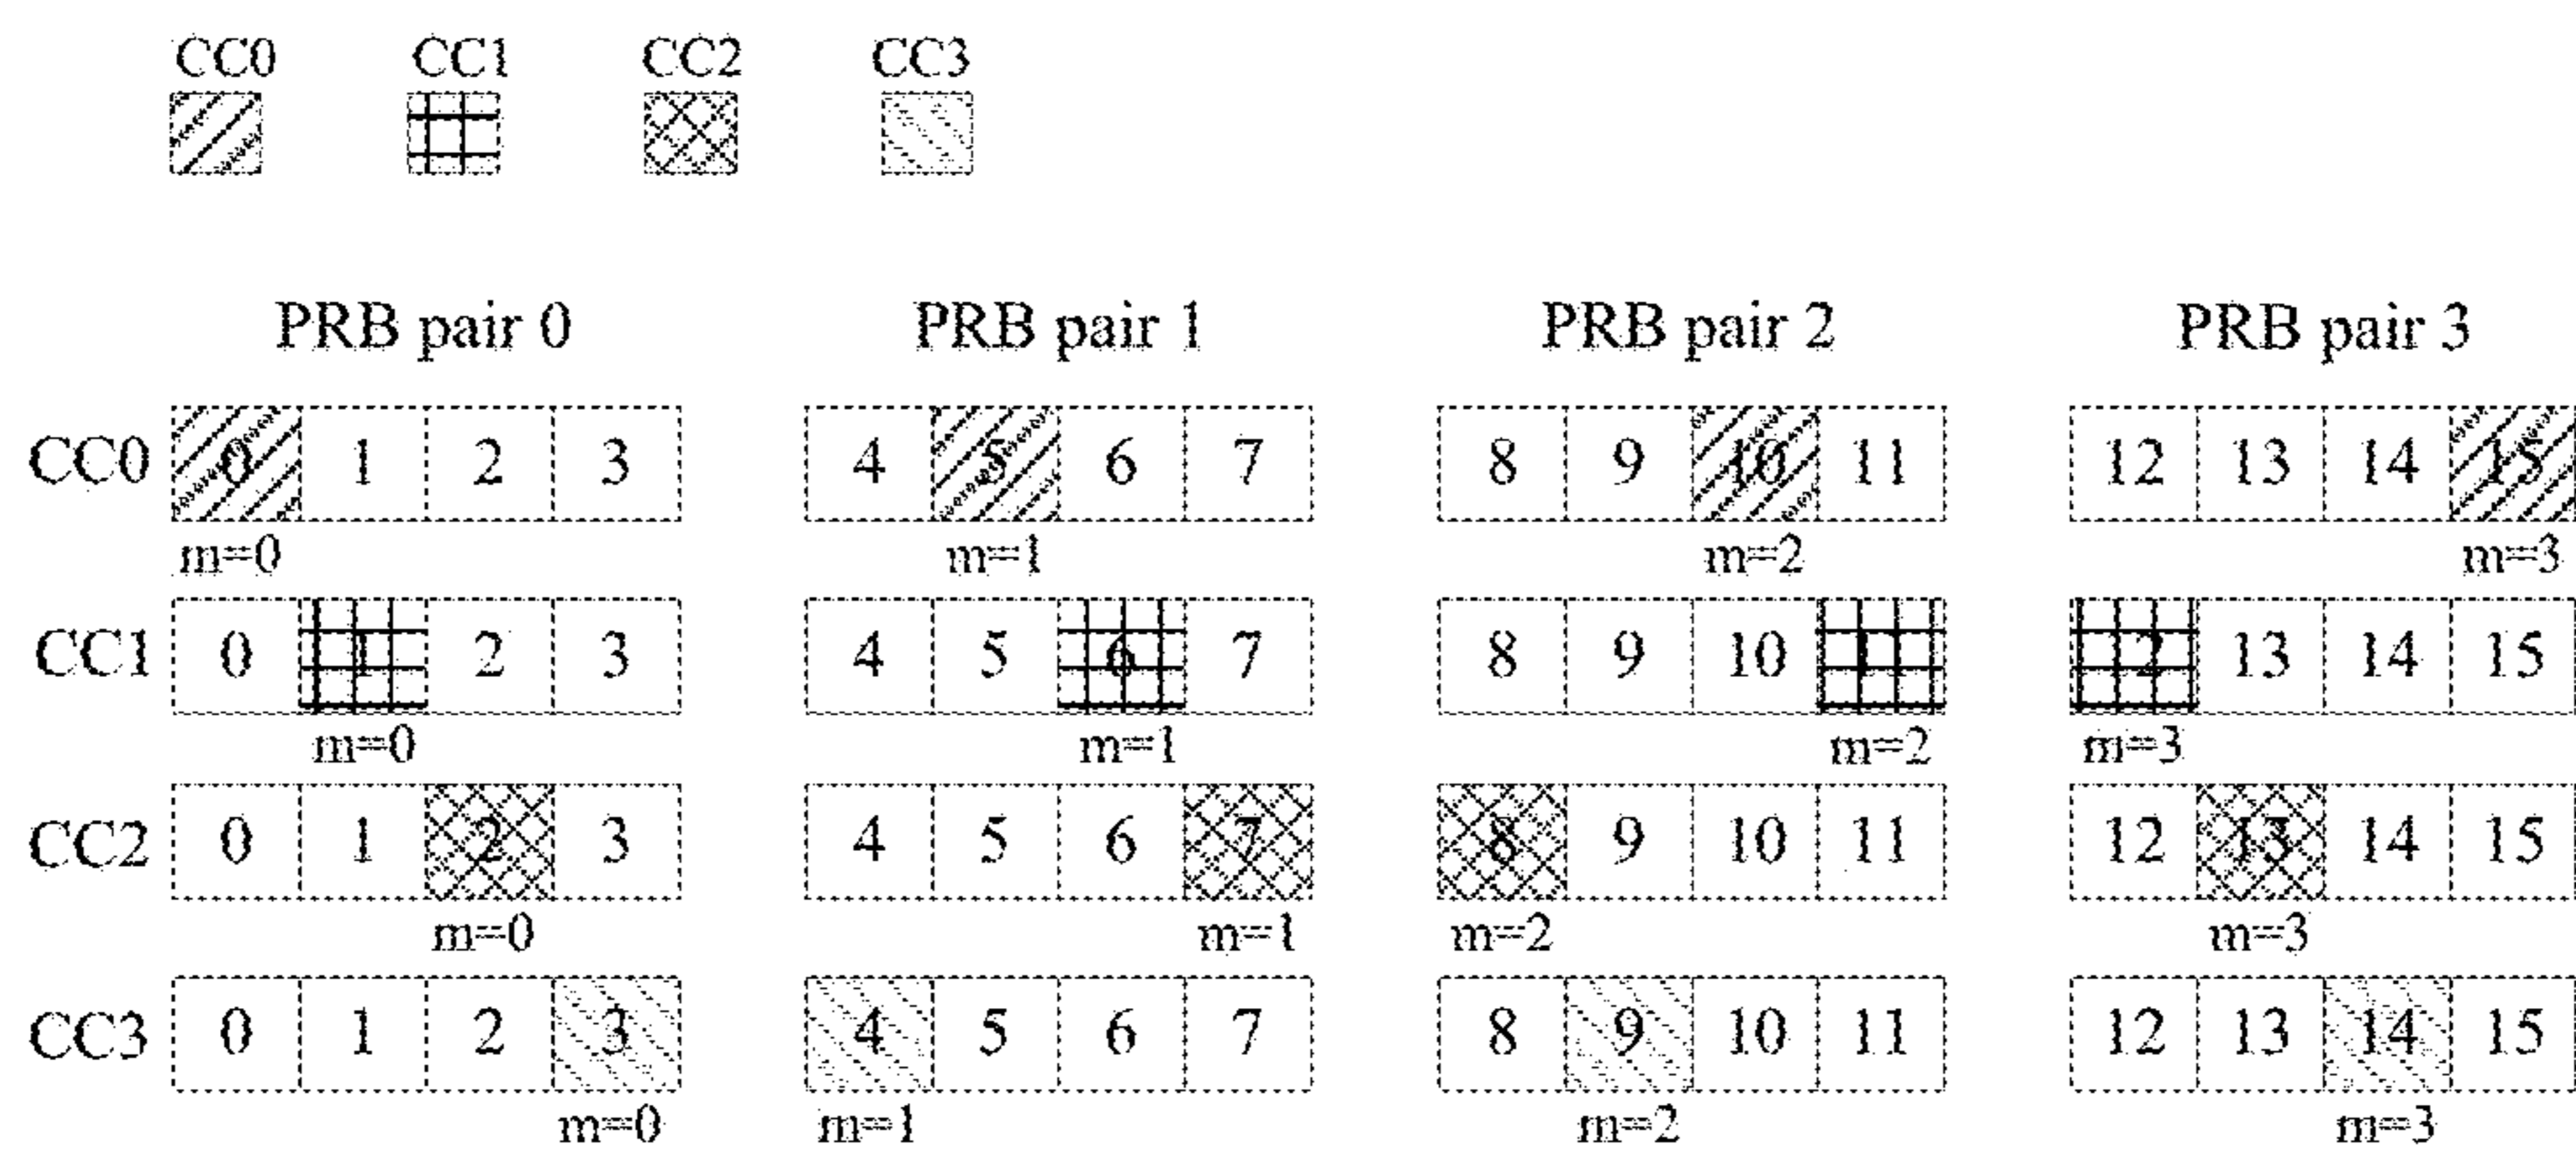 CC0 CC1 CC2 CC3
PRB pair 0 PRB pair 1 PRB pair 2 PRB pair 3
CC0 0 1 2 3 4 5 6 7 8 9 10 11 12 13 14 15
m=0 m=1 m=2 m=3
CC1 0 1 2 3 4 5 6 7 8 9 10 11 12 13 14 15
m=0 m=1 m=2 m=3
CC2 0 1 2 3 4 5 6 7 8 9 10 11 12 13 14 15
m=0 m=1 m=2 m=3
CC3 0 1 2 3 4 5 6 7 8 9 10 11 12 13 14 15
m=0 m=1 m=2 m=3